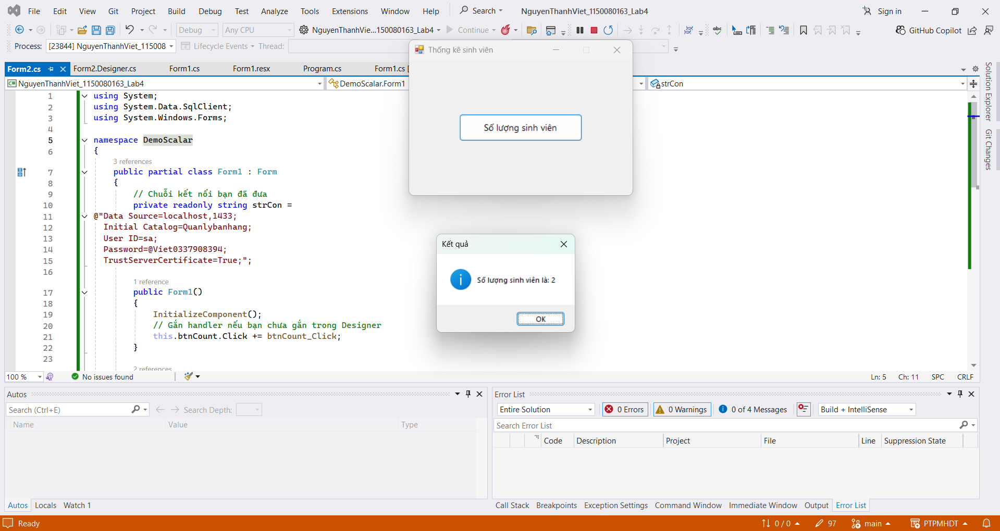 File Edit View Git Project Build Debug Test Analyze Tools Extensions Window Help Search NguyenThanhViet_1150080163_Lab4 Sign in
Debug Any CPU NguyenThanhVie...150080163_Lab4 Continue abc GitHub Copilot
Process: [23844] NguyenThanhViet_115008 Lifecycle Events Thread:
Form2.cs Form2.Designer.cs Form1.cs Form1.resx Program.cs Form1.cs [
C# NguyenThanhViet_1150080163_Lab4 DemoScalar.Form1 strCon
1 using System;
2 using System.Data.SqlClient;
3 using System.Windows.Forms;
4
5 namespace DemoScalar
6 {
3 references
7 public partial class Form1 : Form
8 {
9 // Chuỗi kết nối bạn đã đưa
10 private readonly string strCon =
11 @"Data Source=localhost,1433;
12 Initial Catalog=Quanlybanhang;
13 User ID=sa;
14 Password=@Viet0337908394;
15 TrustServerCertificate=True;";
16
1 reference
17 public Form1()
18 {
19 InitializeComponent();
20 // Gắn handler nếu bạn chưa gắn trong Designer
21 this.btnCount.Click += btnCount_Click;
22 }
23
2 references
Thống kê sinh viên
Số lượng sinh viên
Kết quả
Số lượng sinh viên là: 2
OK
Solution Explorer
Git Changes
100 % No issues found Ln: 5 Ch: 11 SPC CRLF
Autos
Search (Ctrl+E) Search Depth:
Name Value Type
Autos Locals Watch 1
Error List
Entire Solution 0 Errors 0 Warnings 0 of 4 Messages Build + IntelliSense
Search Error List
Code Description Project File Line Suppression State
Call Stack Breakpoints Exception Settings Command Window Immediate Window Output Error List
Ready 0 / 0 97 main PTPMHDT